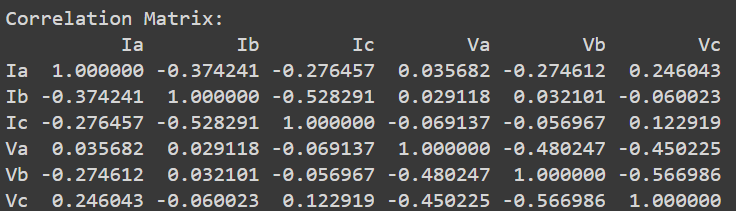 Correlation Matrix:
Ia Ib Ic Va Vb Vc
Ia 1.000000 -0.374241 -0.276457 0.035682 -0.274612 0.246043
Ib -0.374241 1.000000 -0.528291 0.029118 0.032101 -0.060023
Ic -0.276457 -0.528291 1.000000 -0.069137 -0.056967 0.122919
Va 0.035682 0.029118 -0.069137 1.000000 -0.480247 -0.450225
Vb -0.274612 0.032101 -0.056967 -0.480247 1.000000 -0.566986
Vc 0.246043 -0.060023 0.122919 -0.450225 -0.566986 1.000000